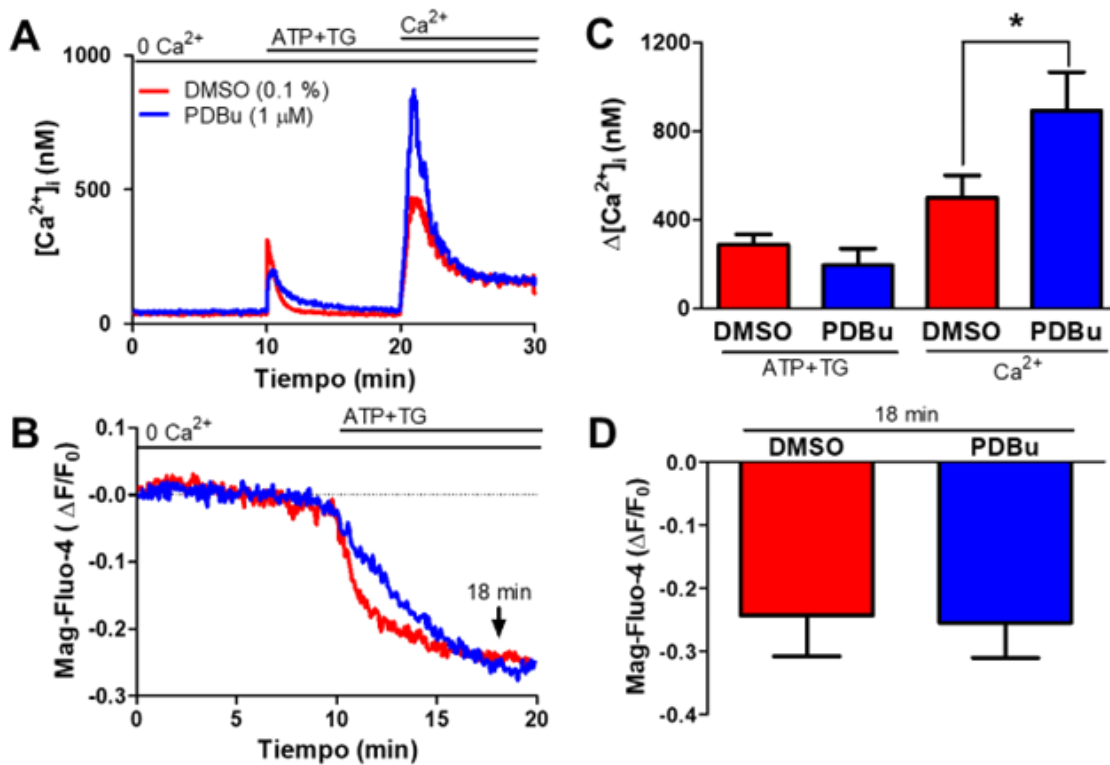 A
0 Ca²⁺
ATP+TG
Ca²⁺
DMSO (0.1 %)
PDBu (1 μM)
[Ca²⁺]ᵢ (nM)
1000
500
0
0
10
20
30
Tiempo (min)
B
0 Ca²⁺
ATP+TG
Mag-Fluo-4 ( ΔF/F₀)
0.1
-0.0
-0.1
-0.2
-0.3
18 min
0
5
10
15
20
Tiempo (min)
C
*
Δ[Ca²⁺]ᵢ (nM)
1200
800
400
0
DMSO
PDBu
DMSO
PDBu
ATP+TG
Ca²⁺
D
18 min
DMSO
PDBu
Mag-Fluo-4 (ΔF/F₀)
0.0
-0.1
-0.2
-0.3
-0.4